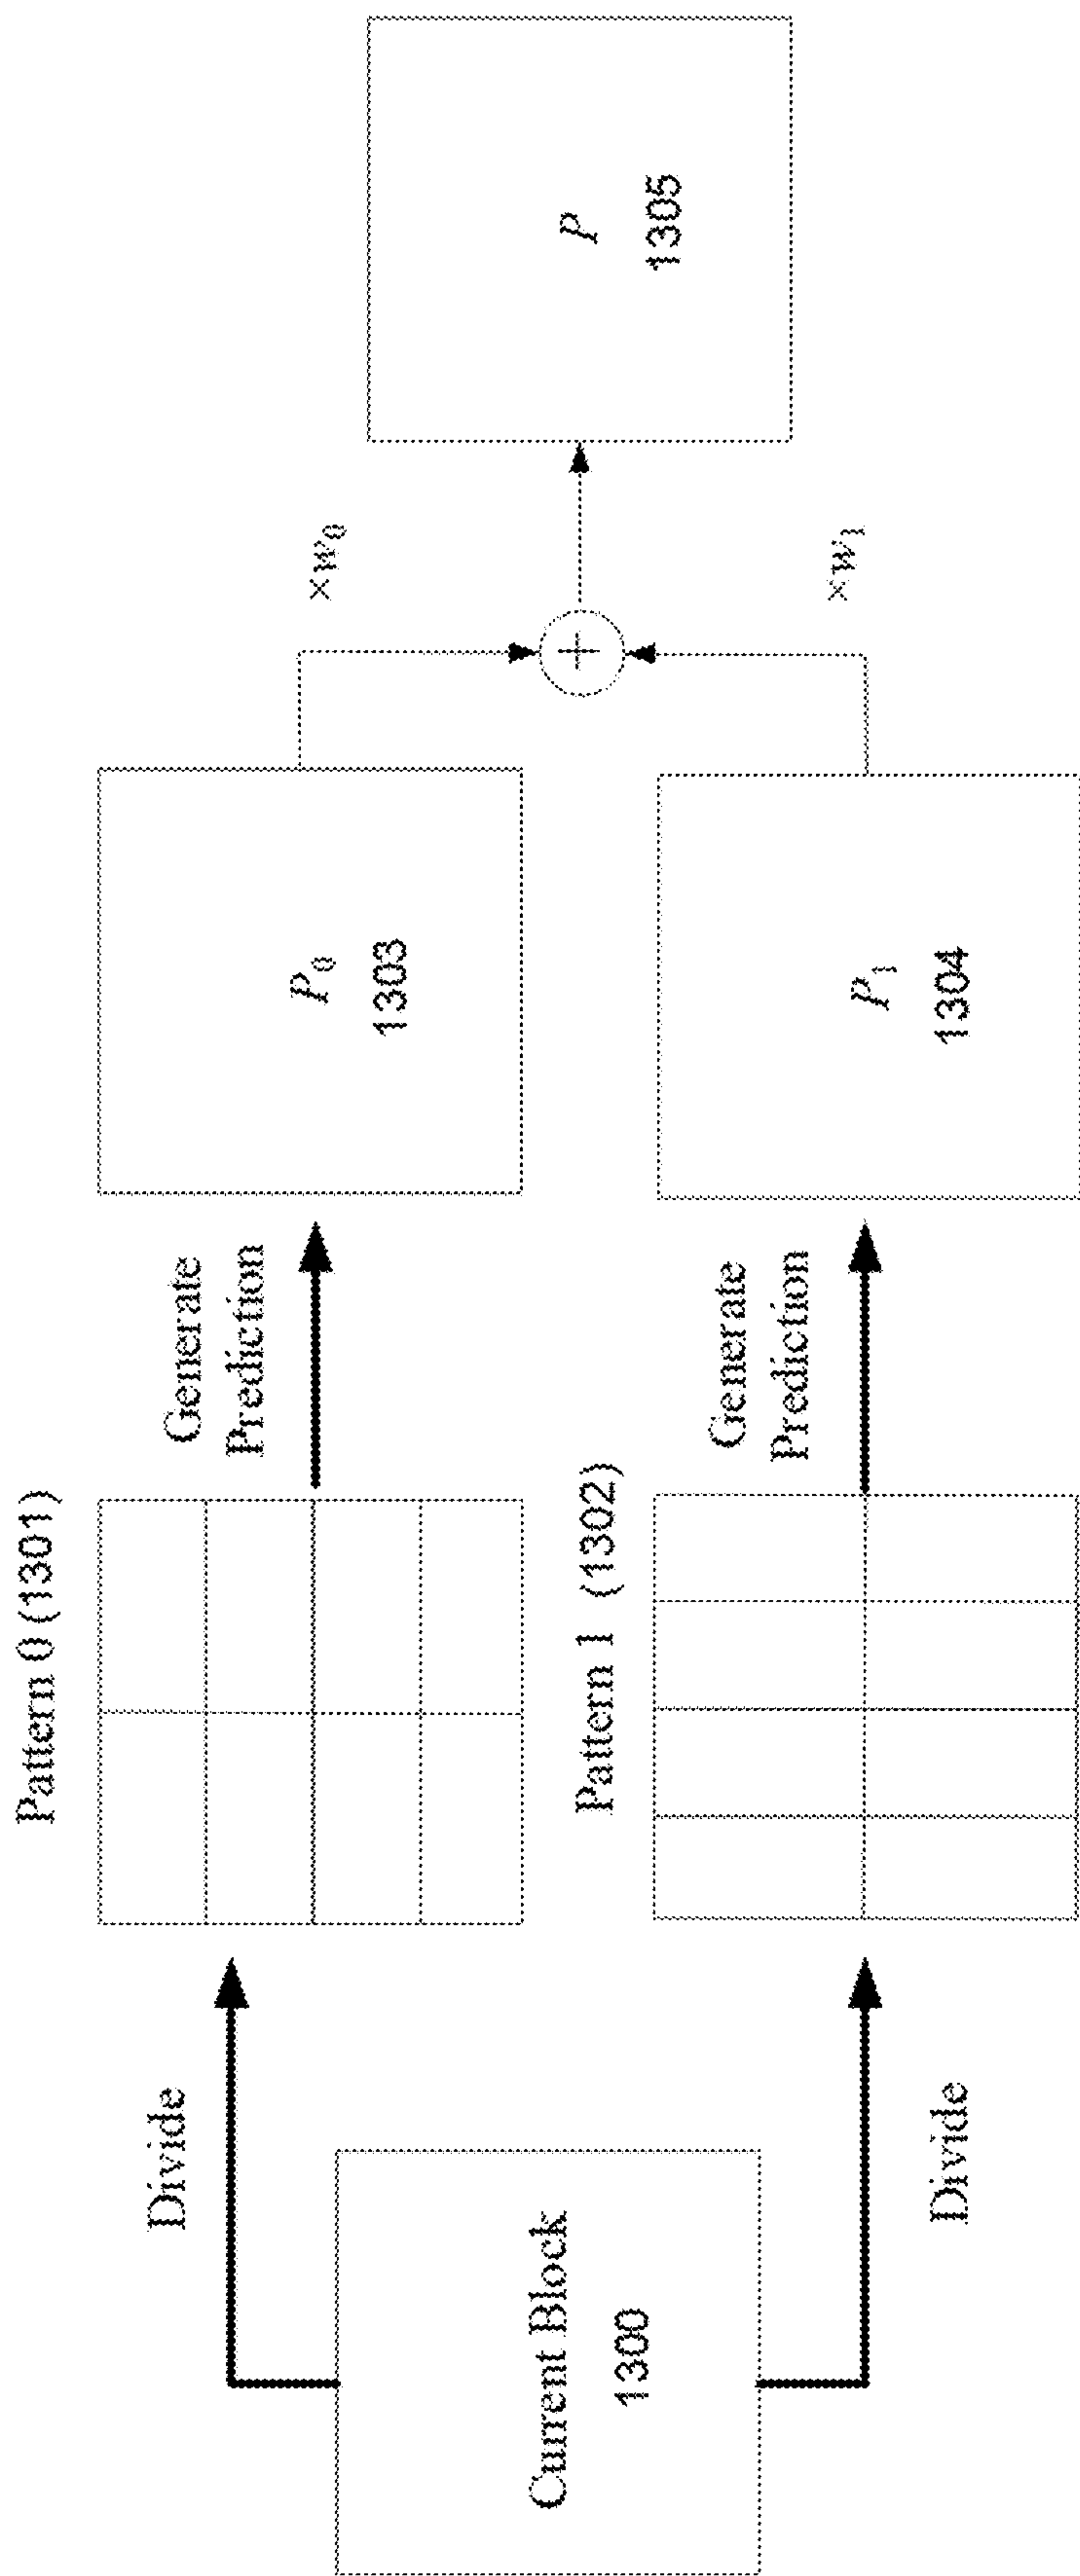 Current Block
1300
Divide
Divide
Pattern 0 (1301)
Pattern 1 (1302)
Generate
Prediction
Generate
Prediction
P₀
1303
P₁
1304
×w₀
×w₁
+
P
1305